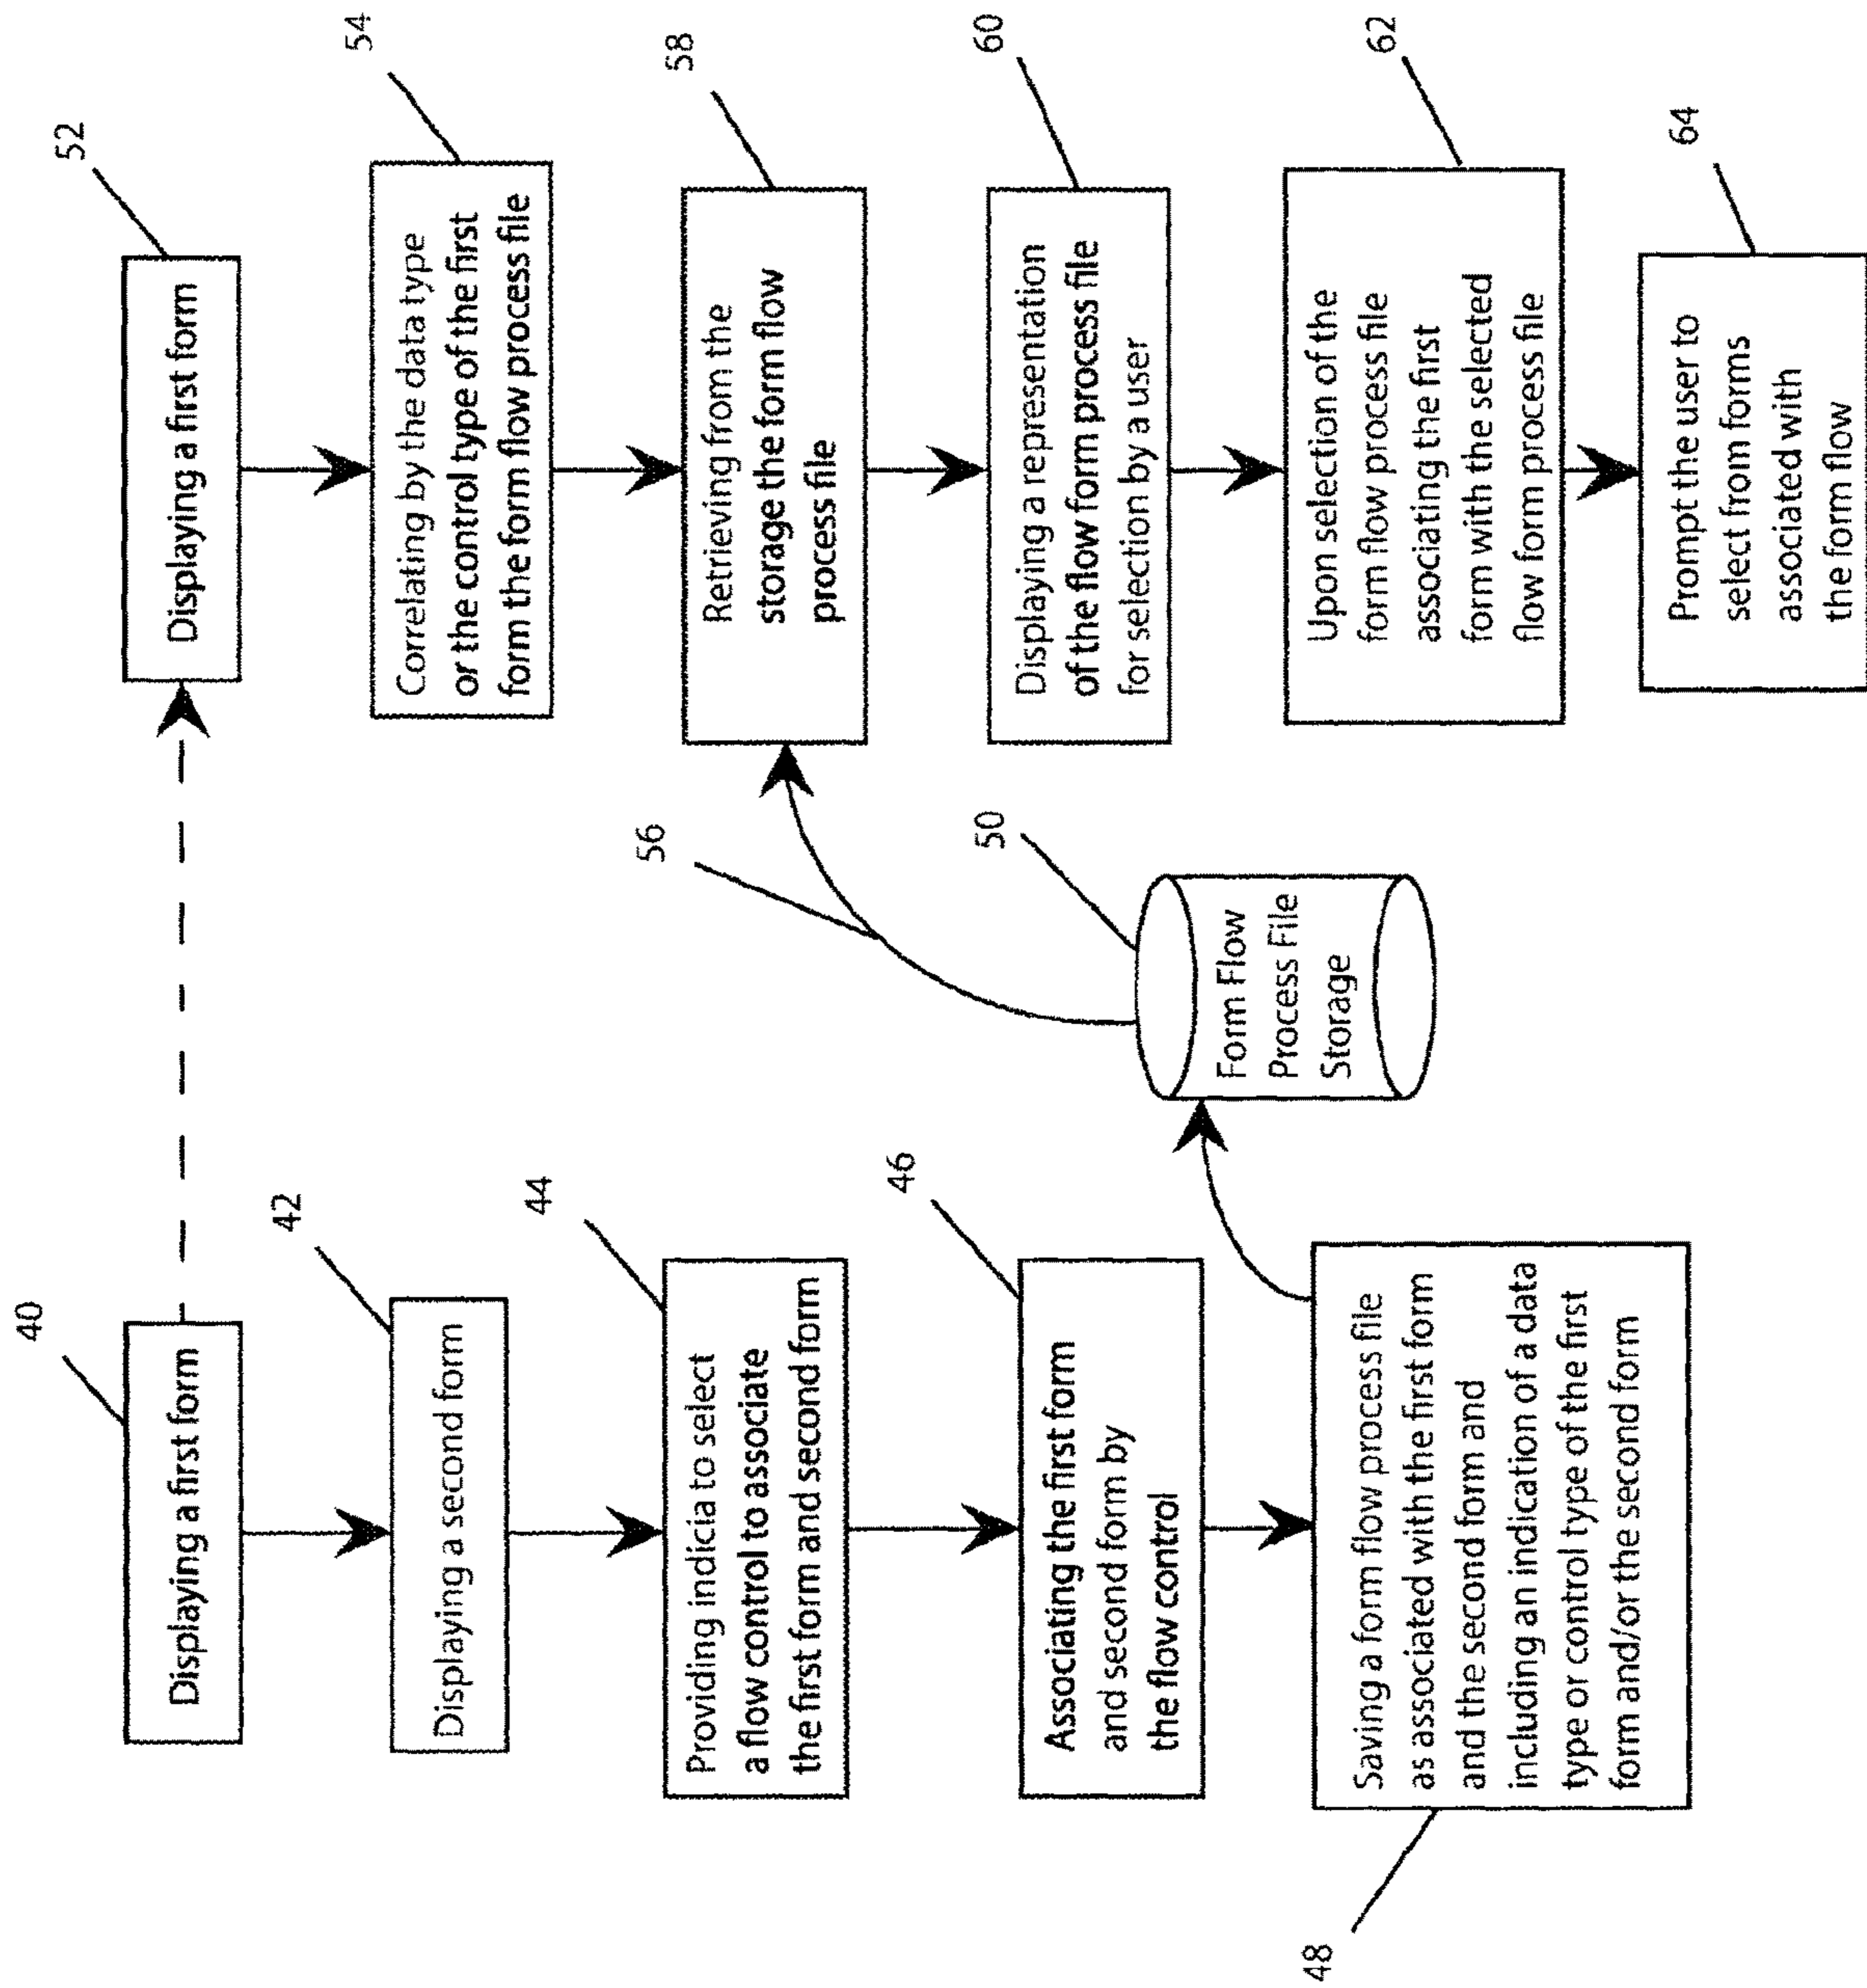 40
Displaying a first form
42
Displaying a second form
44
Providing indicia to select
a flow control to associate
the first form and second form
46
Associating the first form
and second form by
the flow control
48
Saving a form flow process file
as associated with the first form
and the second form and
including an indication of a data
type or control type of the first
form and/or the second form
50
Form Flow
Process File
Storage
56
52
Displaying a first form
54
Correlating by the data type
or the control type of the first
form the form flow process file
58
Retrieving from the
storage the form flow
process file
60
Displaying a representation
of the flow form process file
for selection by a user
62
Upon selection of the
form flow process file
associating the first
form with the selected
flow form process file
64
Prompt the user to
select from forms
associated with
the form flow